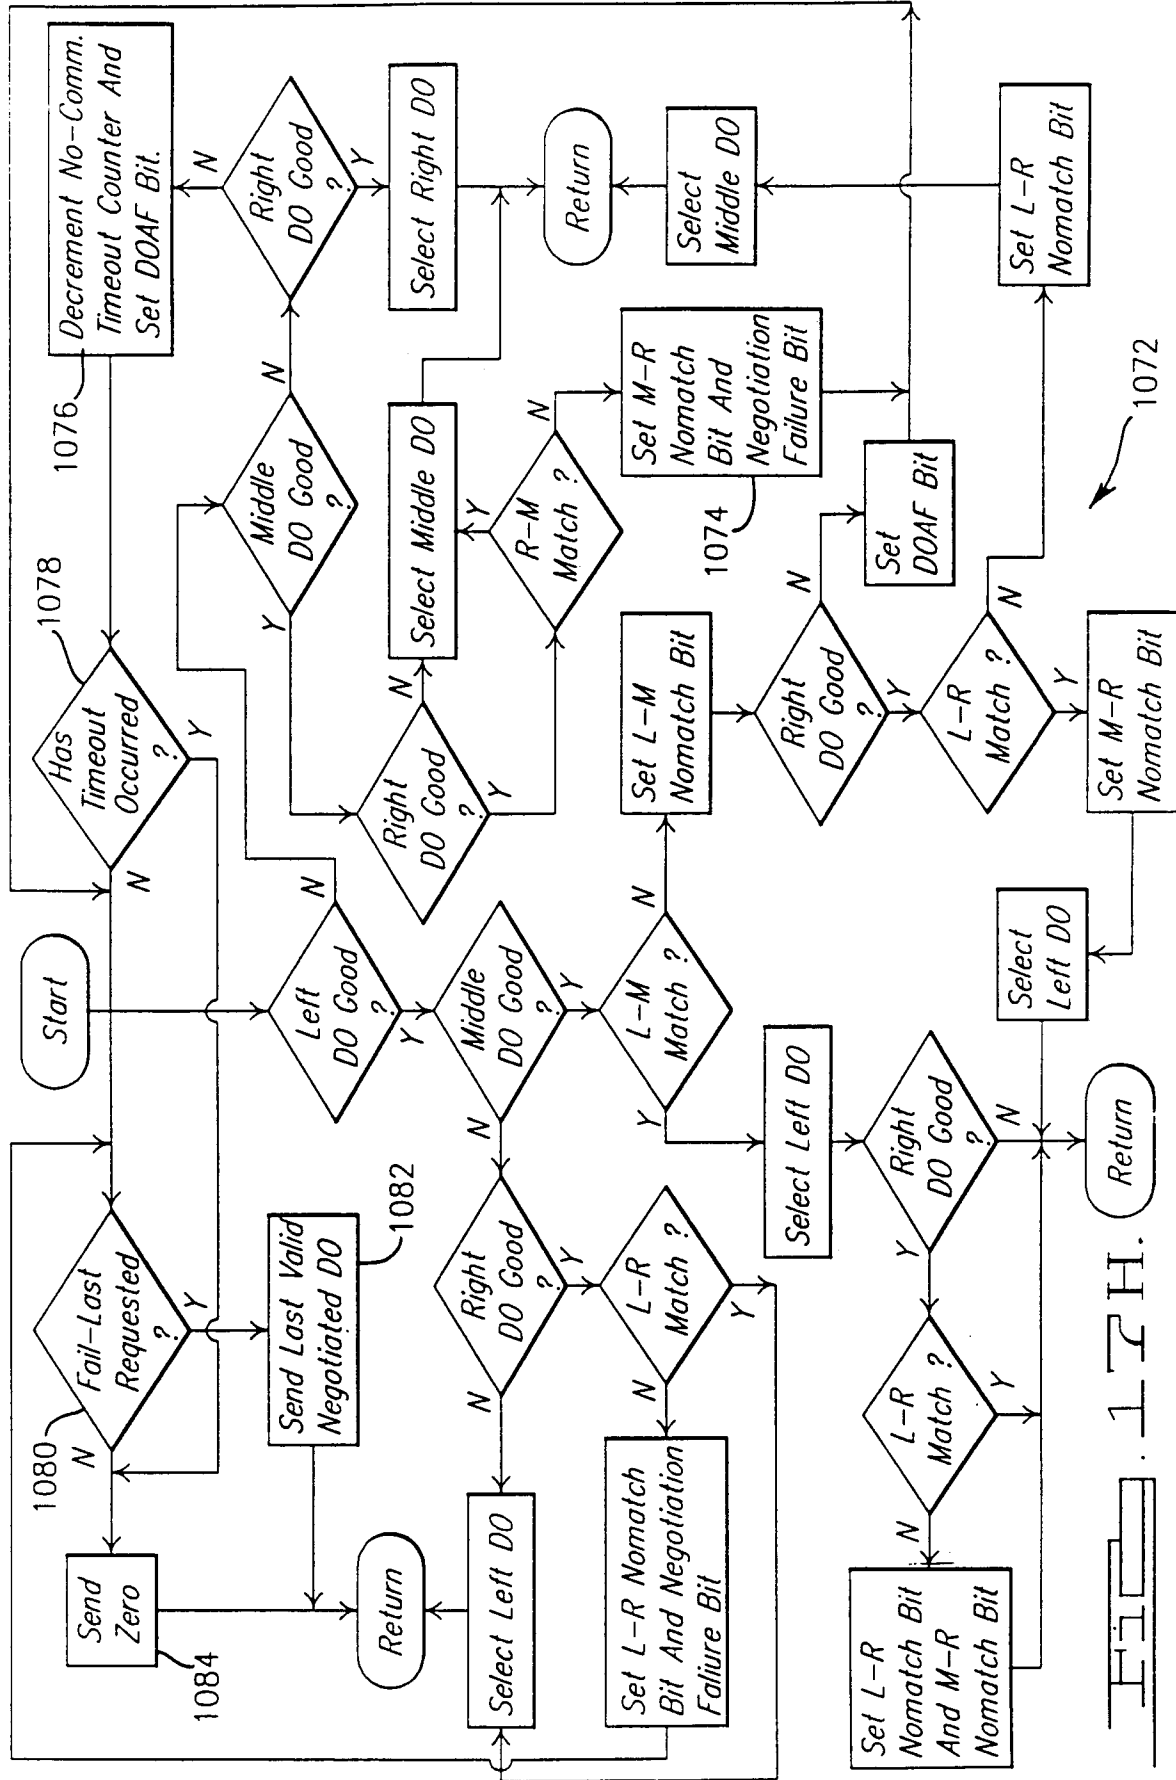 Start
1080
Fail-Last
Requested
?
N
Y
1084
Send
Zero
Send Last Valid
Negotiated DO
1082
Return
Has
Timeout
Occurred
?
1078
N
Y
1076
Decrement No-Comm.
Timeout Counter And
Set DOAF Bit.
Left
DO Good
?
N
Y
Middle
DO Good
?
N
Y
Right
DO Good
?
N
Y
Select Right DO
Return
Right
DO Good
?
N
Y
Select Middle DO
R-M
Match ?
Y
N
Set M-R
Nomatch
Bit And
Negotiation
Failure Bit
1074
Select
Middle DO
Middle
DO Good
?
N
Y
Right
DO Good
?
N
Y
Select Left DO
L-R
Match ?
N
Y
Set L-R Nomatch
Bit And Negotiation
Faliure Bit
L-M
Match ?
N
Y
Set L-M
Nomatch Bit
Right
DO Good
?
N
Y
Set
DOAF Bit
L-R
Match ?
N
Y
Set L-R
Nomatch Bit
Set M-R
Nomatch Bit
Select
Left DO
Select Left DO
Right
DO Good
?
N
Y
L-R
Match ?
N
Y
Set L-R
Nomatch Bit
And M-R
Nomatch Bit
Return
1072
FIG. 17H.